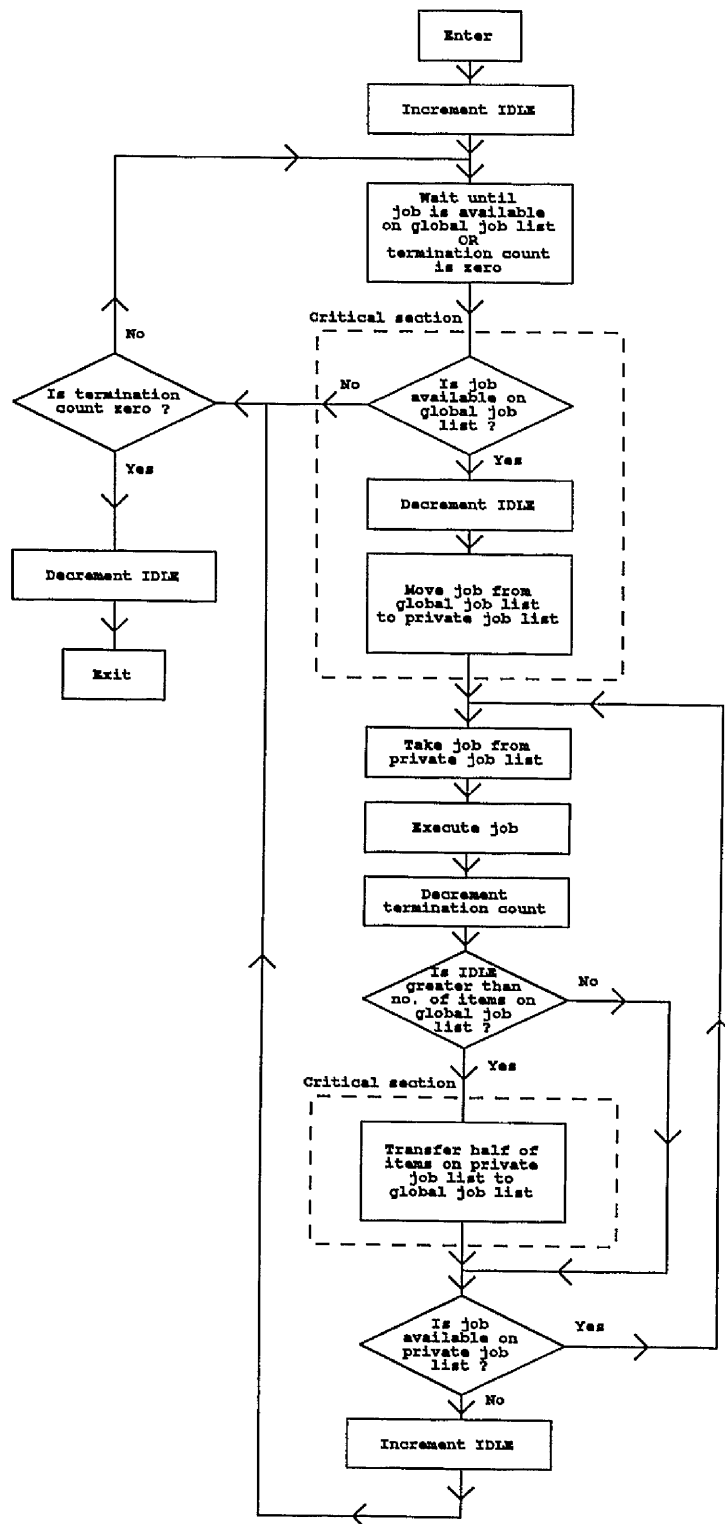 Enter
Increment IDLE
Wait until
job is available
on global job list
OR
termination count
is zero
Critical section
No
No
Is termination
count zero ?
Is job
available on
global job
list ?
Yes
Yes
Decrement IDLE
Decrement IDLE
Move job from
global job list
to private job list
Exit
Take job from
private job list
Execute job
Decrement
termination count
Is IDLE
greater than
no. of items on
global job
list ?
No
Yes
Critical section
Transfer half of
items on private
job list to
global job list
Is job
available on
private job
list ?
Yes
No
Increment IDLE